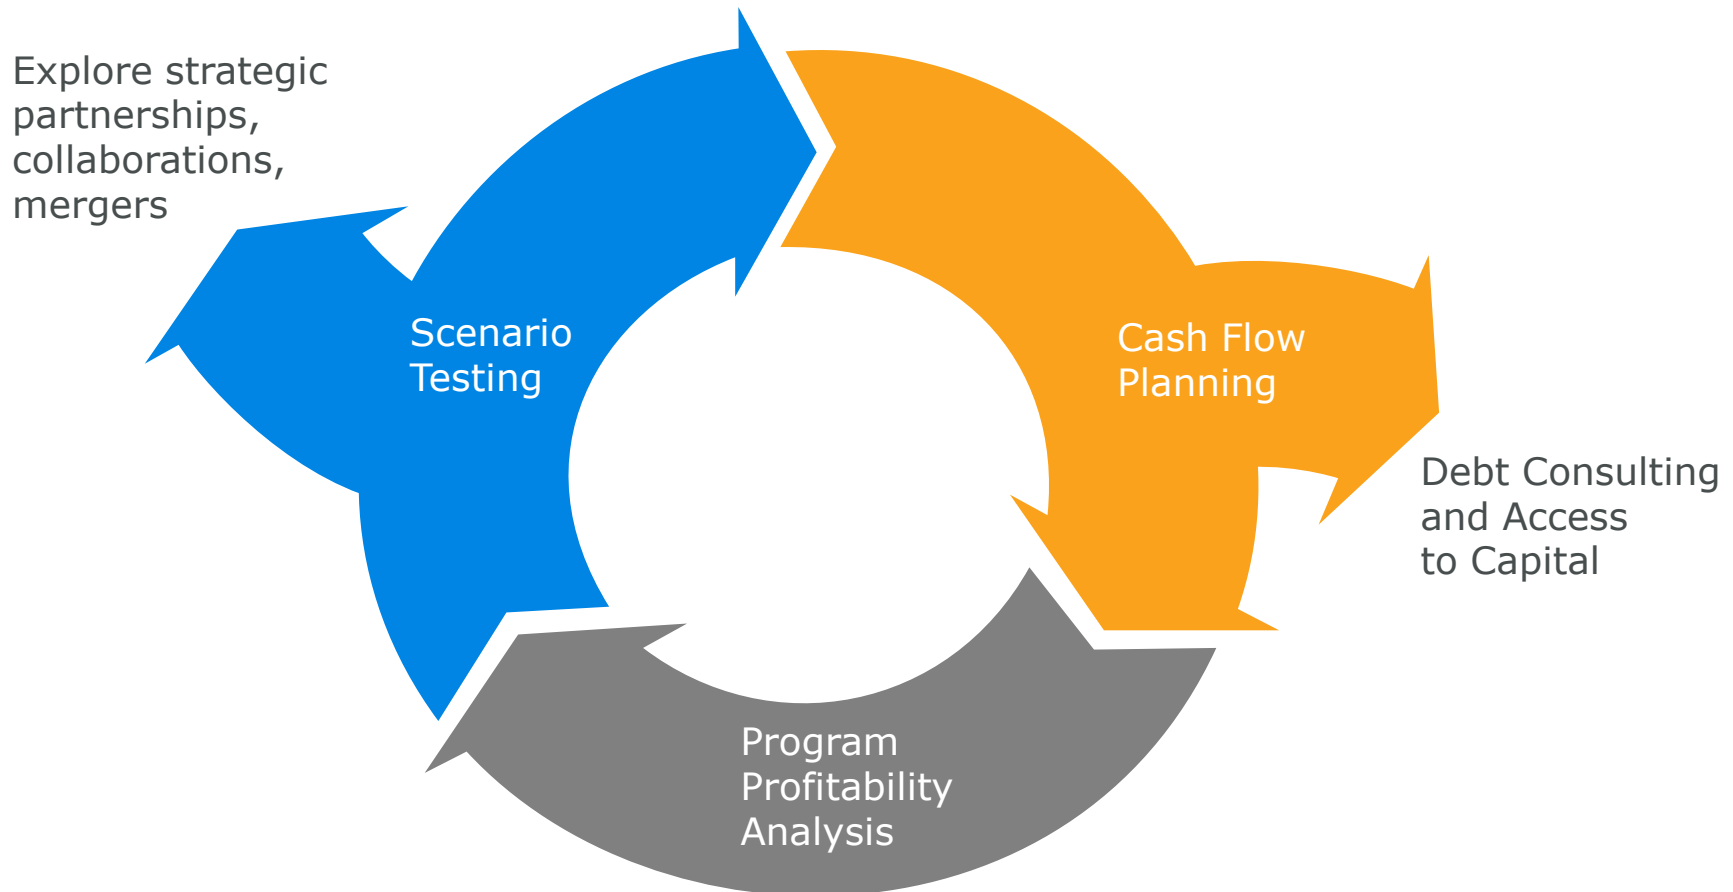 Explore strategic
partnerships,
collaborations,
mergers
Scenario
Testing
Cash Flow
Planning
Debt Consulting
and Access
to Capital
Program
Profitability
Analysis